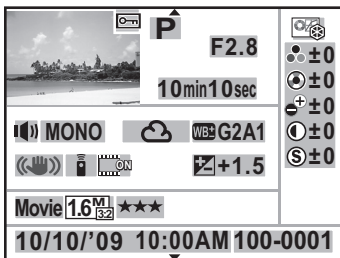 P
F2.8
10min10sec
±0
±0
±0
±0
S ±0
MONO WB± G2A1
ON +1.5
Movie 1.6M 3:2 ★★★
10/10/'09 10:00AM 100-0001